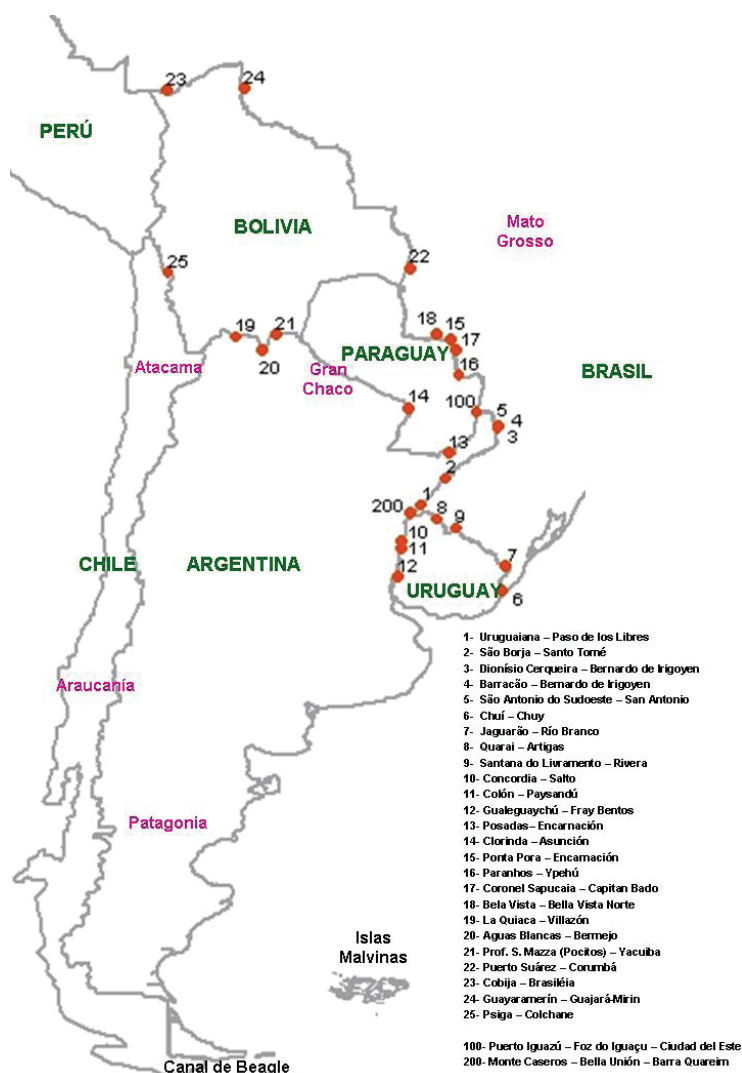 23
24
PERÚ
BOLIVIA
Mato
Grosso
22
25
19
21
20
18
15
17
PARAGUAY
16
Atacama
Gran
Chaco
BRASIL
14
100
5
4
3
13
2
1
200
8
9
10
11
12
7
CHILE
ARGENTINA
URUGUAY
6
Araucanía
Patagonia
Islas
Malvinas
Canal de Beagle
1- Uruguaiana – Paso de los Libres
2- São Borja – Santo Tomé
3- Dionísio Cerqueira – Bernardo de Irigoyen
4- Barracão – Bernardo de Irigoyen
5- São Antonio do Sudoeste – San Antonio
6- Chuí – Chuy
7- Jaguarão – Río Branco
8- Quarai – Artigas
9- Santana do Livramento – Rivera
10- Concordia – Salto
11- Colón – Paysandú
12- Gualeguaychú – Fray Bentos
13- Posadas– Encarnación
14- Clorinda – Asunción
15- Ponta Pora – Encarnación
16- Paranhos – Ypehú
17- Coronel Sapucaia – Capitan Bado
18- Bela Vista – Bella Vista Norte
19- La Quiaca – Villazón
20- Aguas Blancas – Bermejo
21- Prof. S. Mazza (Pocitos) – Yacuiba
22- Puerto Suárez – Corumbá
23- Cobija – Brasiléia
24- Guayaramerín – Guajará-Mirin
25- Psiga – Colchane
100- Puerto Iguazú – Foz do Iguaçu – Ciudad del Este
200- Monte Caseros – Bella Unión – Barra Quareim